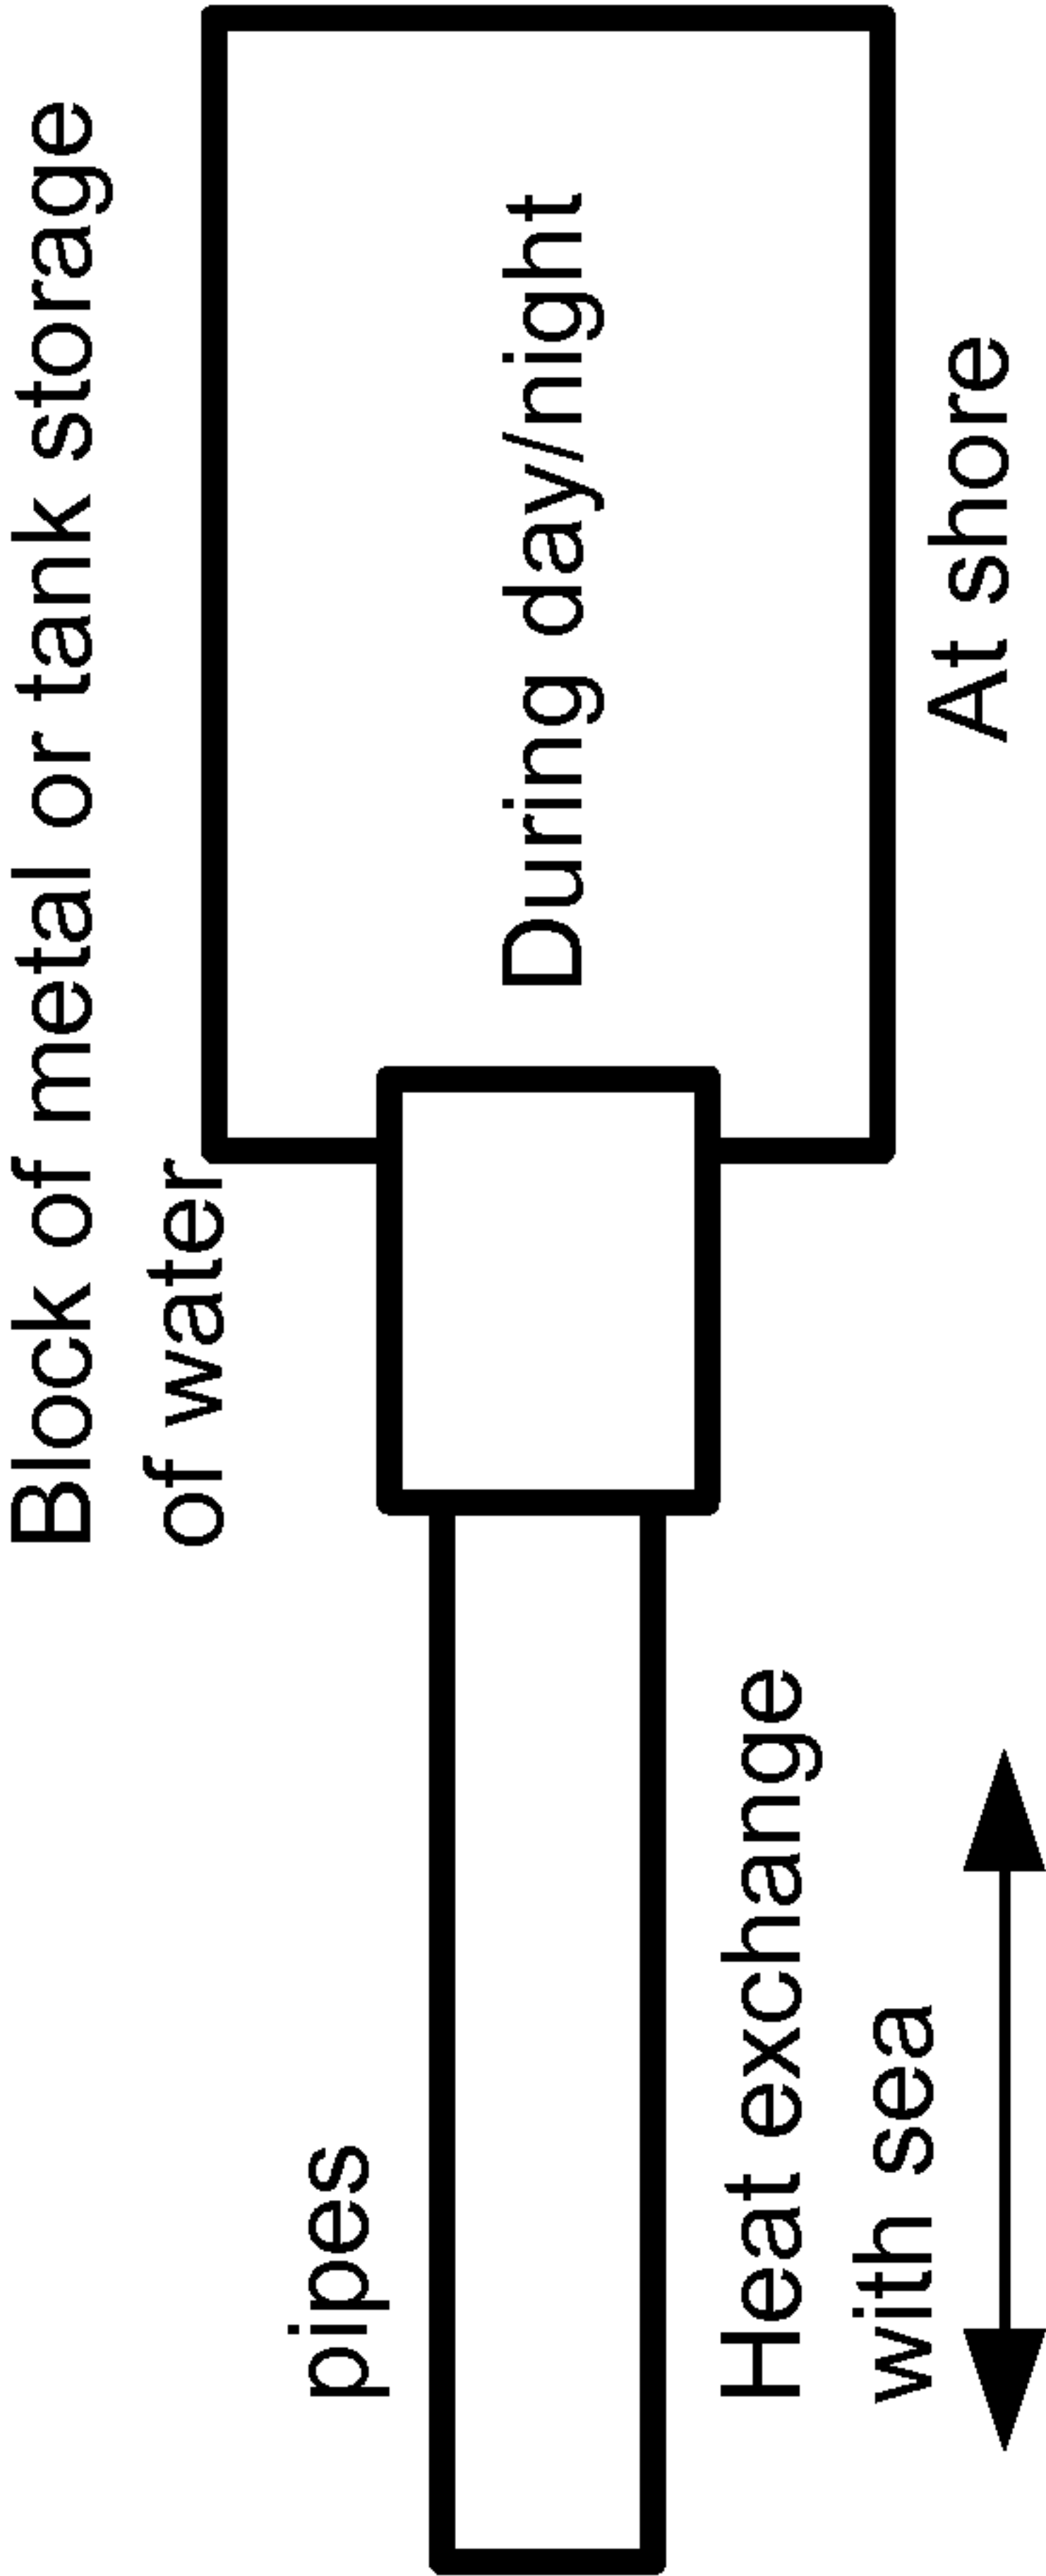 Block of metal or tank storage
of water
pipes
During day/night
Heat exchange
with sea
At shore